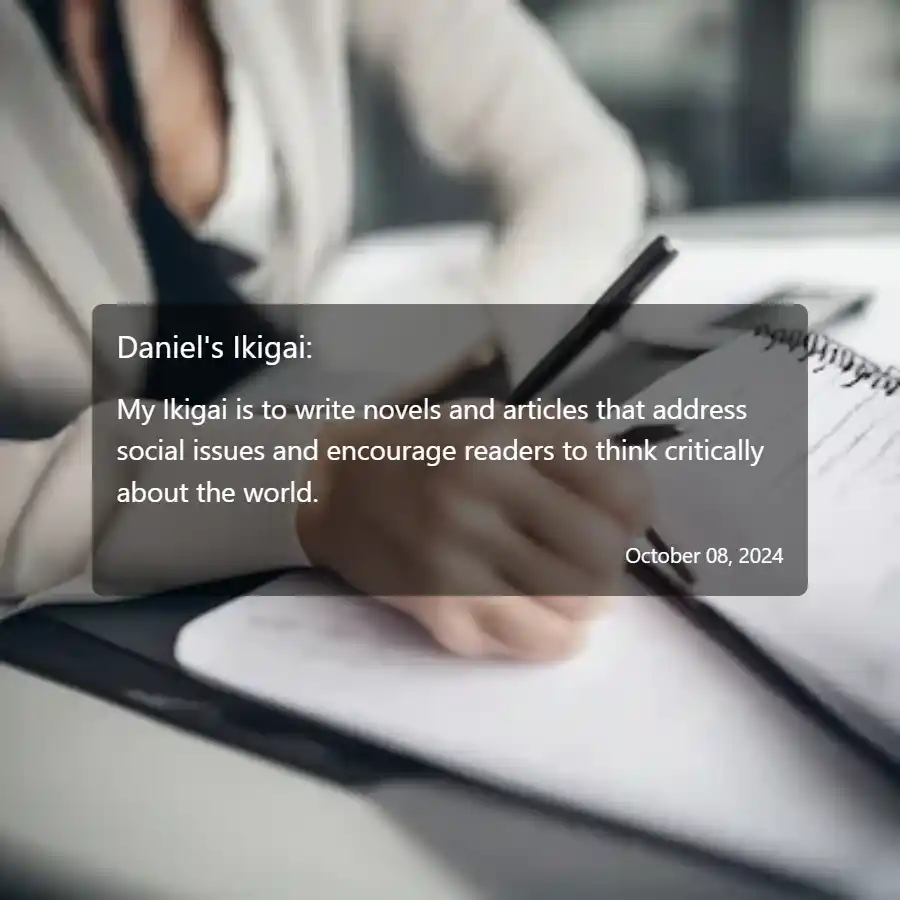 Daniel's Ikigai:
My Ikigai is to write novels and articles that address
social issues and encourage readers to think critically
about the world.
October 08, 2024